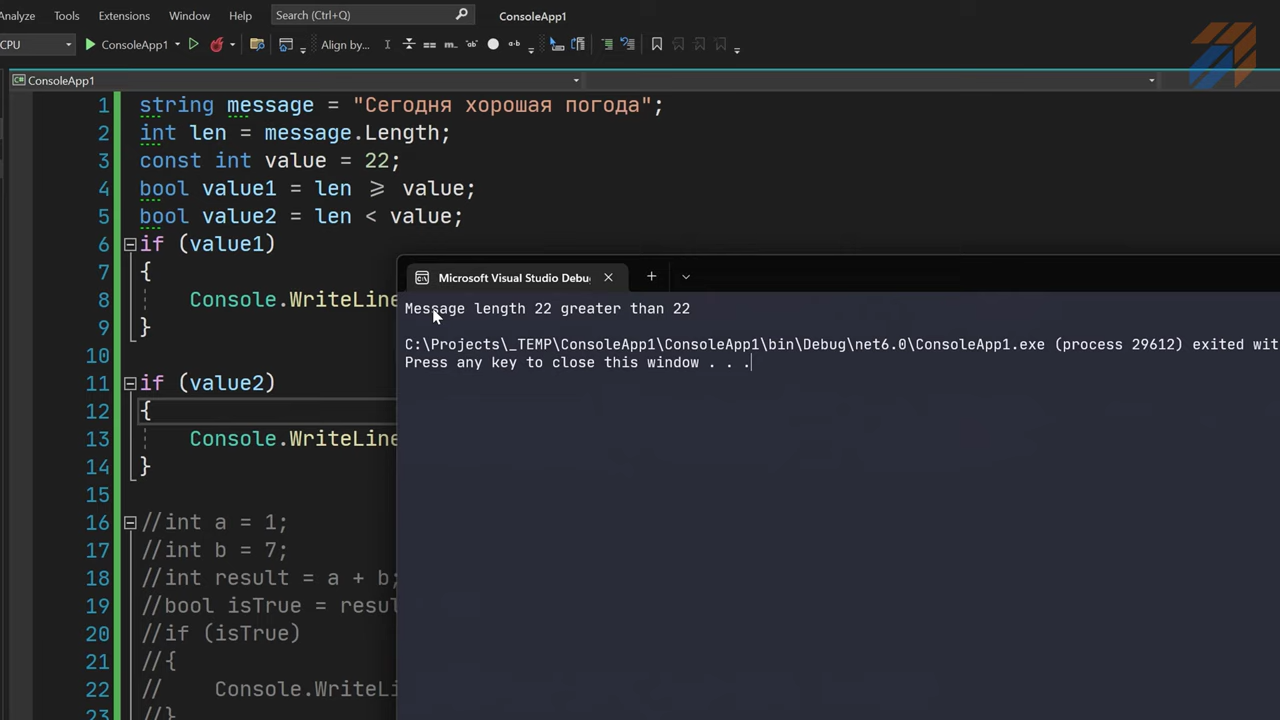 Analyze Tools Extensions Window Help Search (Ctrl+Q) ConsoleApp1
CPU ConsoleApp1 Align by...
ConsoleApp1
1 string message = "Сегодня хорошая погода";
2 int len = message.Length;
3 const int value = 22;
4 bool value1 = len ⩾ value;
5 bool value2 = len < value;
6 if (value1)
7 {
8 Console.WriteLine
9 }
10
11 if (value2)
12 {
13 Console.WriteLine
14 }
15
16 //int a = 1;
17 //int b = 7;
18 //int result = a + b;
19 //bool isTrue = resu
20 //if (isTrue)
21 //{
22 // Console.WriteLi
23 //}
Microsoft Visual Studio Debu
Message length 22 greater than 22
C:\Projects\_TEMP\ConsoleApp1\ConsoleApp1\bin\Debug\net6.0\ConsoleApp1.exe (process 29612) exited wit
Press any key to close this window . . .